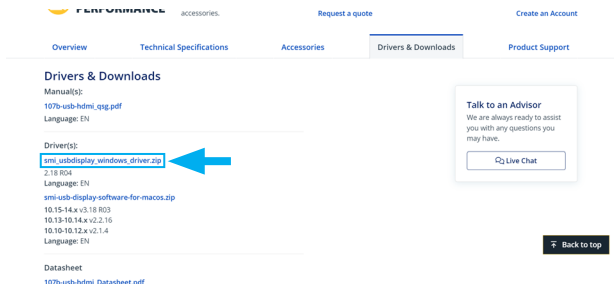 PERFORMANCE
accessories.
Request a quote
Create an Account
Overview
Technical Specifications
Accessories
Drivers & Downloads
Product Support
Drivers & Downloads
Manual(s):
107b-usb-hdmi_qsg.pdf
Language: EN
Driver(s):
smi_usbdisplay_windows_driver.zip
2.18 R04
Language: EN
smi-usb-display-software-for-macos.zip
10.15-14.x v3.18 R03
10.13-10.14.x v2.2.16
10.10-10.12.x v2.1.4
Language: EN
Datasheet
107b-usb-hdmi_Datasheet.pdf
Talk to an Advisor
We are always ready to assist
you with any questions you
may have.
Live Chat
Back to top